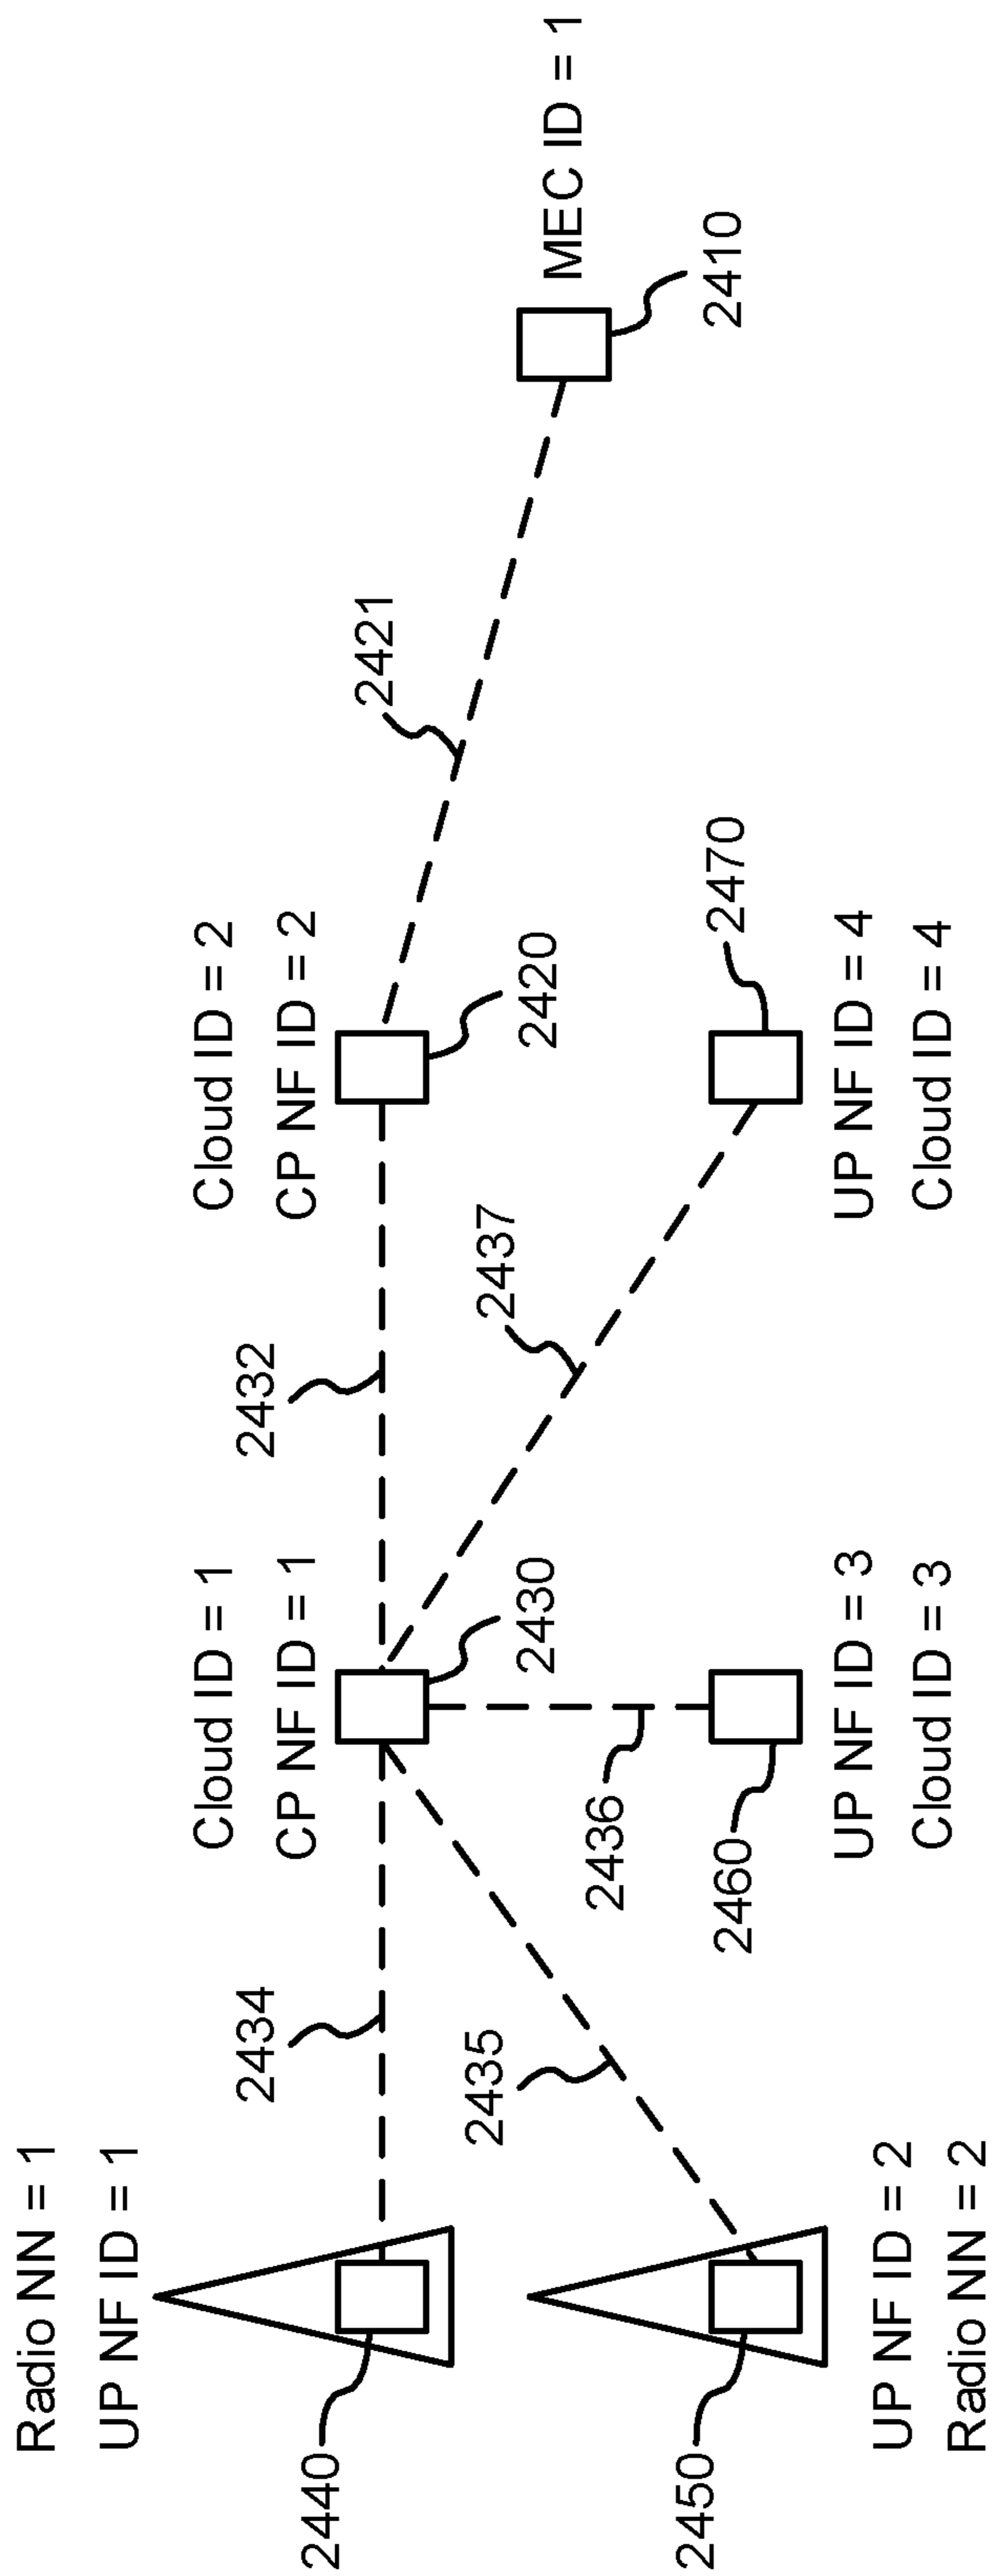 Radio NN = 1
UP NF ID = 1
2440
2434
Cloud ID = 1
CP NF ID = 1
2430
2432
Cloud ID = 2
CP NF ID = 2
2420
2421
MEC ID = 1
2410
2435
2437
2436
2450
UP NF ID = 2
Radio NN = 2
2460
UP NF ID = 3
Cloud ID = 3
2470
UP NF ID = 4
Cloud ID = 4